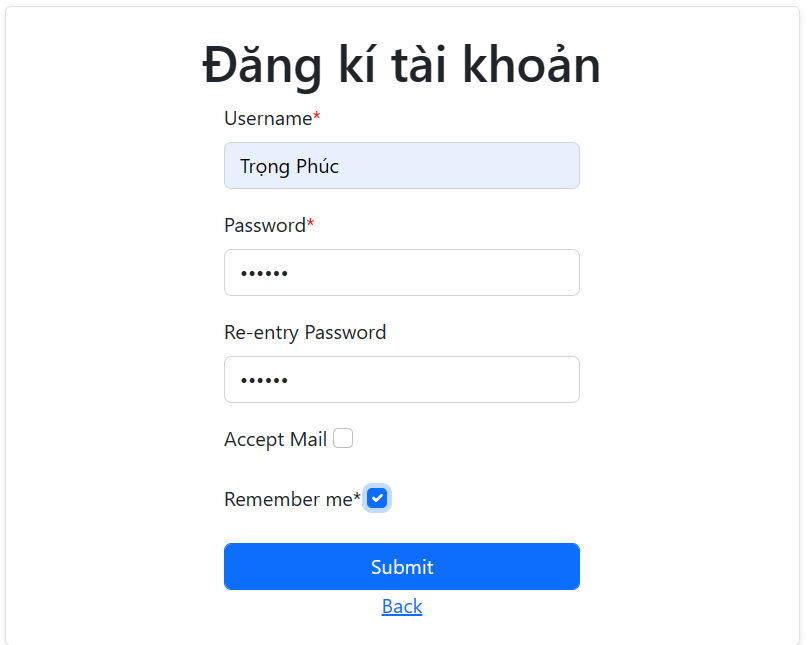 Đăng kí tài khoản
Username*
Trọng Phúc
Password*
••••••
Re-entry Password
••••••
Accept Mail
Remember me*
Submit
Back